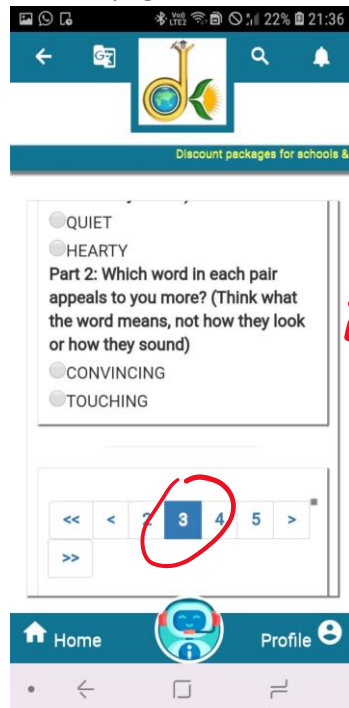 Vo))
LTE2
22%
21:36
Discount packages for schools &
QUIET
HEARTY
Part 2: Which word in each pair
appeals to you more? (Think what
the word means, not how they look
or how they sound)
CONVINCING
TOUCHING
<< < 2 3 4 5 >
>>
Home Profile